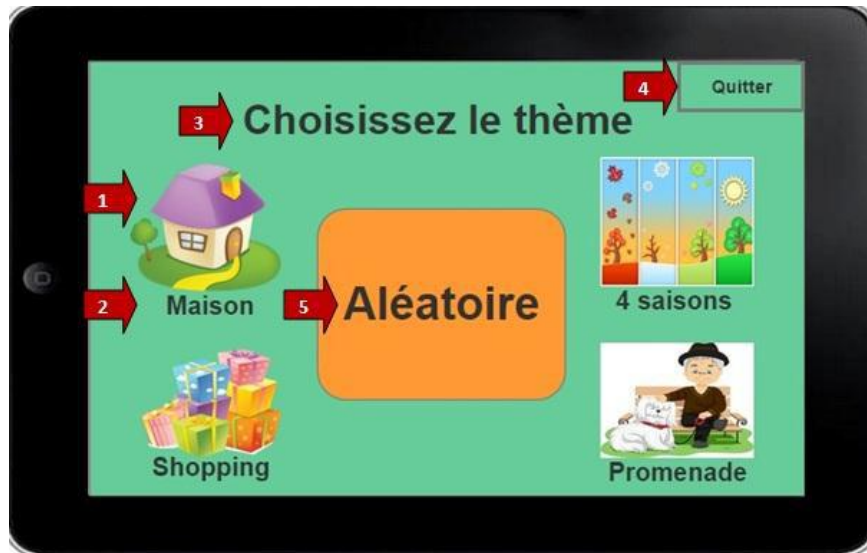 4
Quitter
3
Choisissez le thème
1
2
Maison
5
Aléatoire
4 saisons
Shopping
Promenade